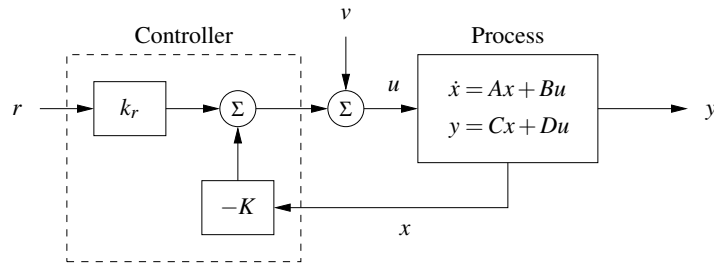 Controller
v
Process
r
k_r
Σ
Σ
u
ẋ = Ax + Bu
y = Cx + Du
y
−K
x